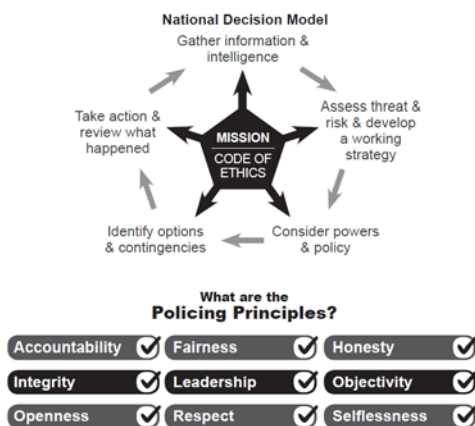 National Decision Model
Gather information &
intelligence
Assess threat &
risk & develop
a working
strategy
Take action &
review what
happened
MISSION
CODE OF
ETHICS
Identify options
& contingencies
Consider powers
& policy
What are the
Policing Principles?
Accountability Fairness Honesty
Integrity Leadership Objectivity
Openness Respect Selflessness